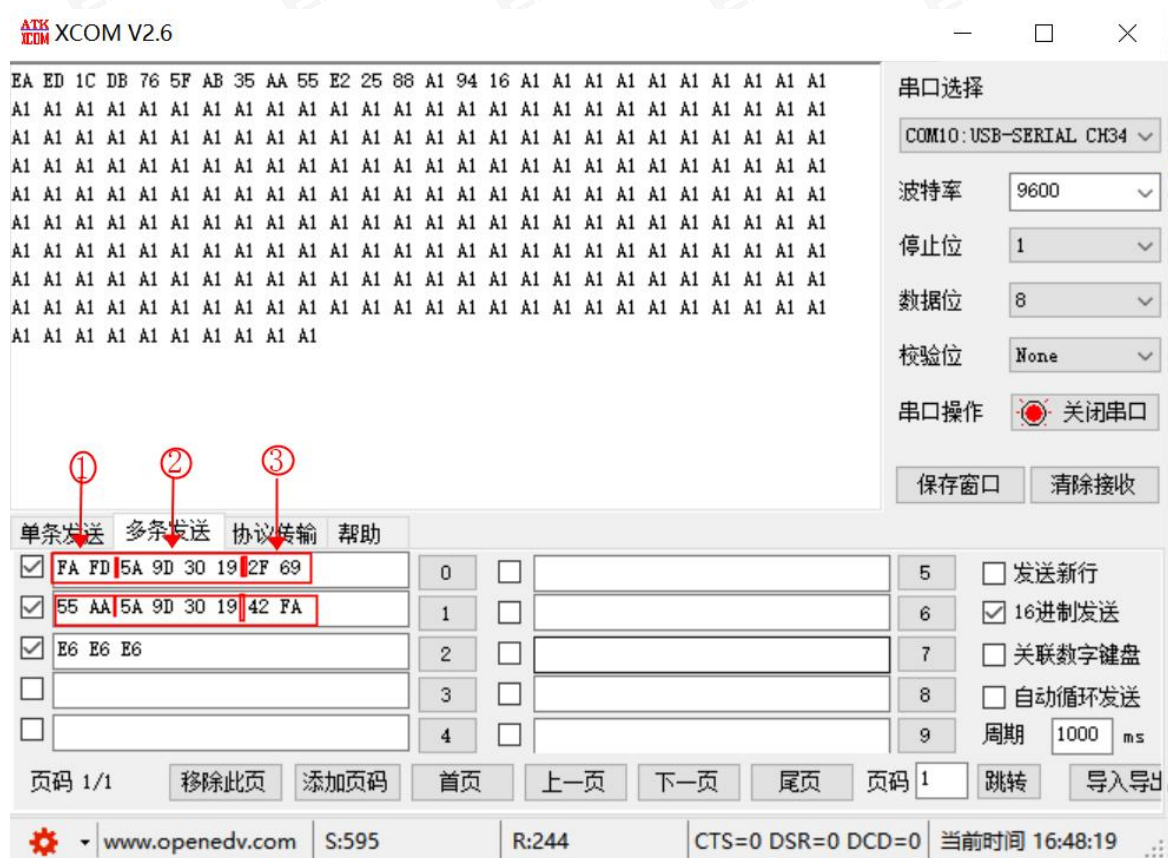 ATK XCOM XCOM V2.6
EA ED 1C DB 76 5F AB 35 AA 55 E2 25 88 A1 94 16 A1 A1 A1 A1 A1 A1 A1 A1 A1 A1
A1 A1 A1 A1 A1 A1 A1 A1 A1 A1 A1 A1 A1 A1 A1 A1 A1 A1 A1 A1 A1 A1 A1 A1 A1 A1
A1 A1 A1 A1 A1 A1 A1 A1 A1 A1 A1 A1 A1 A1 A1 A1 A1 A1 A1 A1 A1 A1 A1 A1 A1 A1
A1 A1 A1 A1 A1 A1 A1 A1 A1 A1 A1 A1 A1 A1 A1 A1 A1 A1 A1 A1 A1 A1 A1 A1 A1 A1
A1 A1 A1 A1 A1 A1 A1 A1 A1 A1 A1 A1 A1 A1 A1 A1 A1 A1 A1 A1 A1 A1 A1 A1 A1 A1
A1 A1 A1 A1 A1 A1 A1 A1 A1 A1 A1 A1 A1 A1 A1 A1 A1 A1 A1 A1 A1 A1 A1 A1 A1 A1
A1 A1 A1 A1 A1 A1 A1 A1 A1 A1 A1 A1 A1 A1 A1 A1 A1 A1 A1 A1 A1 A1 A1 A1 A1 A1
A1 A1 A1 A1 A1 A1 A1 A1 A1 A1 A1 A1 A1 A1 A1 A1 A1 A1 A1 A1 A1 A1 A1 A1 A1 A1
A1 A1 A1 A1 A1 A1 A1 A1 A1 A1 A1 A1 A1 A1 A1 A1 A1 A1 A1 A1 A1 A1 A1 A1 A1 A1
A1 A1 A1 A1 A1 A1 A1 A1 A1 A1
串口选择
COM10:USB-SERIAL CH34
波特率 9600
停止位 1
数据位 8
校验位 None
串口操作 关闭串口
保存窗口 清除接收
① ② ③
单条发送 多条发送 协议传输 帮助
FA FD 5A 9D 30 19 2F 69 0 5 发送新行
55 AA 5A 9D 30 19 42 FA 1 6 16进制发送
E6 E6 E6 2 7 关联数字键盘
3 8 自动循环发送
4 9 周期 1000 ms
页码 1/1 移除此页 添加页码 首页 上一页 下一页 尾页 页码 1 跳转 导入导出
www.openedv.com S:595 R:244 CTS=0 DSR=0 DCD=0 当前时间 16:48:19